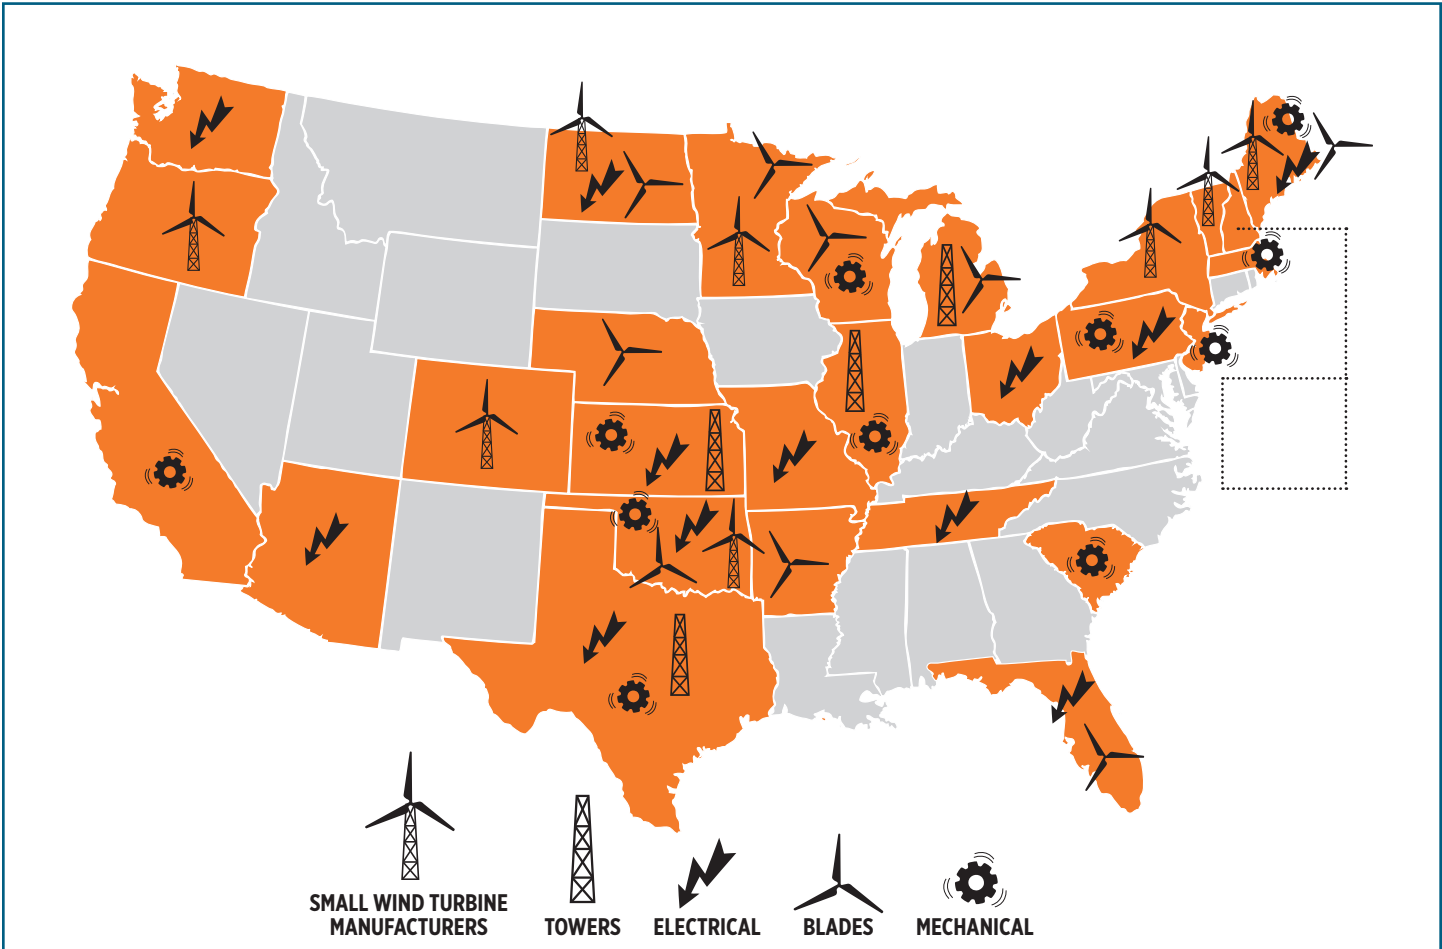 SMALL WIND TURBINE
MANUFACTURERS
TOWERS
ELECTRICAL
BLADES
MECHANICAL